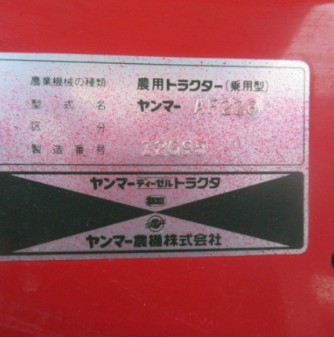 農業機械の種類 農用トラクター(乗用型)
型式名 ヤンマー
区分
製造番号
ヤンマーディーゼルトラクタ
ヤンマー農機株式会社